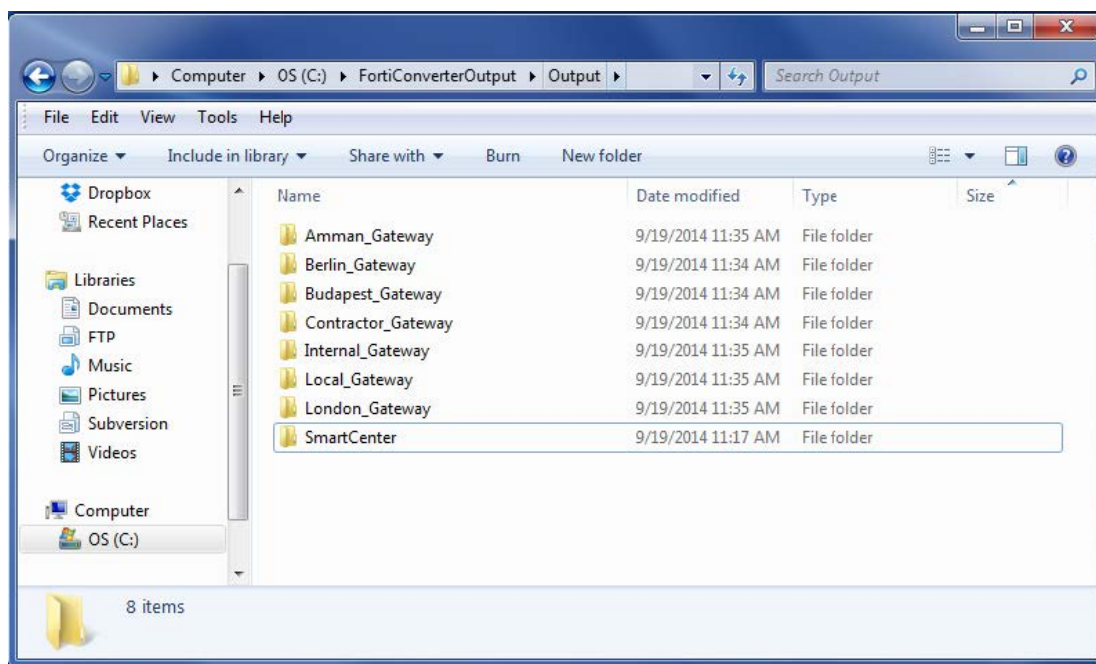 Computer OS (C:) FortiConverterOutput Output Search Output
File Edit View Tools Help
Organize Include in library Share with Burn New folder
Dropbox
Recent Places
Libraries
Documents
FTP
Music
Pictures
Subversion
Videos
Computer
OS (C:)
Name Date modified Type Size
Amman_Gateway 9/19/2014 11:35 AM File folder
Berlin_Gateway 9/19/2014 11:34 AM File folder
Budapest_Gateway 9/19/2014 11:34 AM File folder
Contractor_Gateway 9/19/2014 11:34 AM File folder
Internal_Gateway 9/19/2014 11:35 AM File folder
Local_Gateway 9/19/2014 11:35 AM File folder
London_Gateway 9/19/2014 11:35 AM File folder
SmartCenter 9/19/2014 11:17 AM File folder
8 items